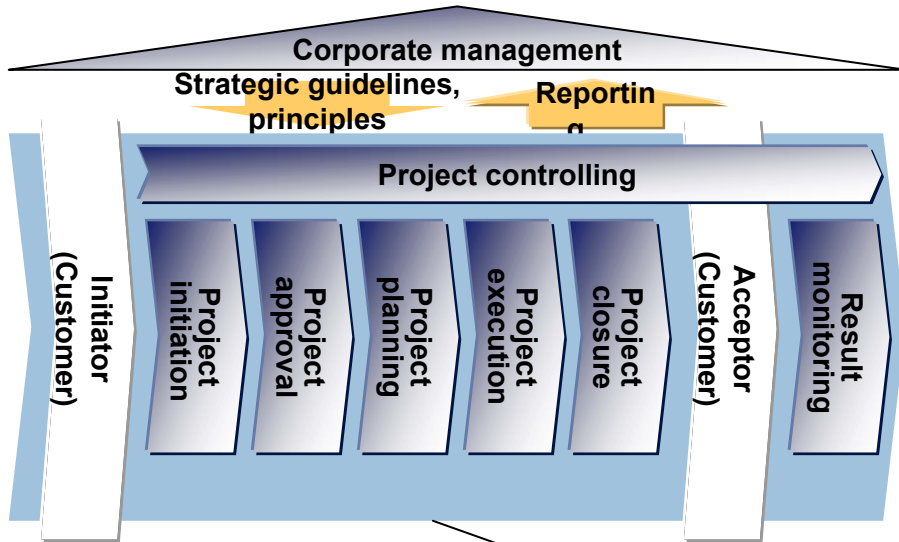 Corporate management
Strategic guidelines,
principles
Reportin
g
Project controlling
Initiator
(Customer)
Project
initiation
Project
approval
Project
planning
Project
execution
Project
closure
Acceptor
(Customer)
Result
monitoring